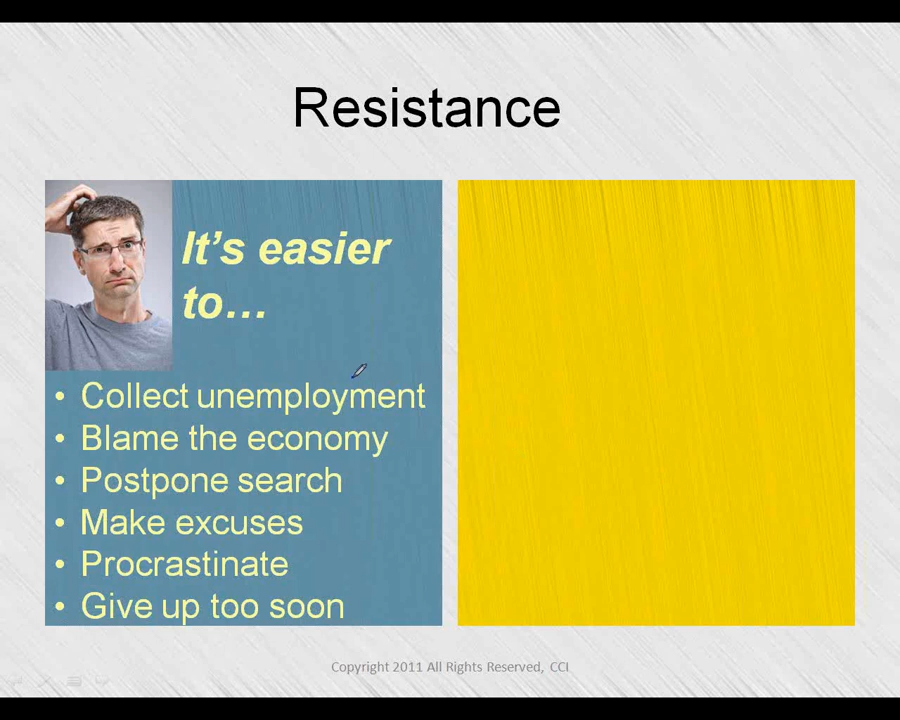 Resistance
It's easier
to…
• Collect unemployment
• Blame the economy
• Postpone search
• Make excuses
• Procrastinate
• Give up too soon
Copyright 2011 All Rights Reserved, CCI